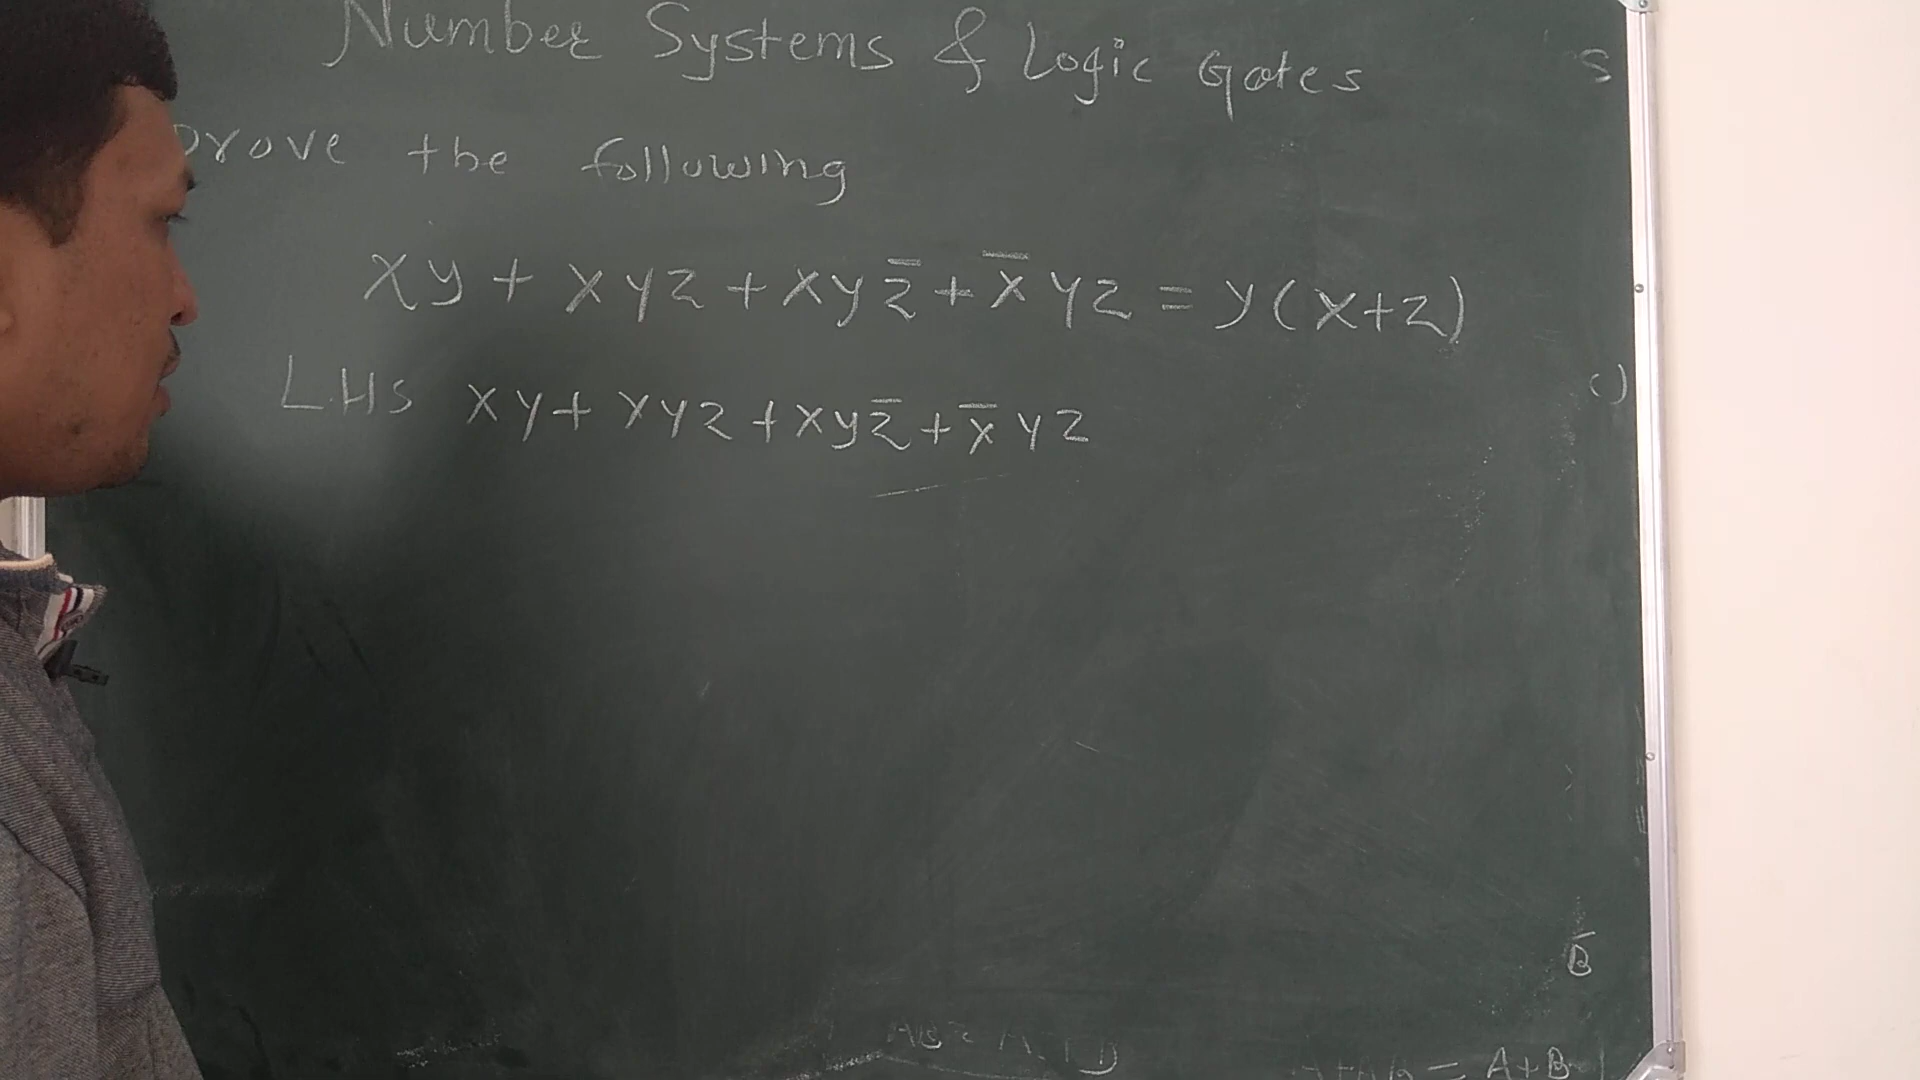 Number Systems & Logic Gates
prove the following
xy + xyz + xyz̅ + x̅yz = y(x+z)
LHS xy + xyz + xyz̅ + x̅yz
B̅
= A+B